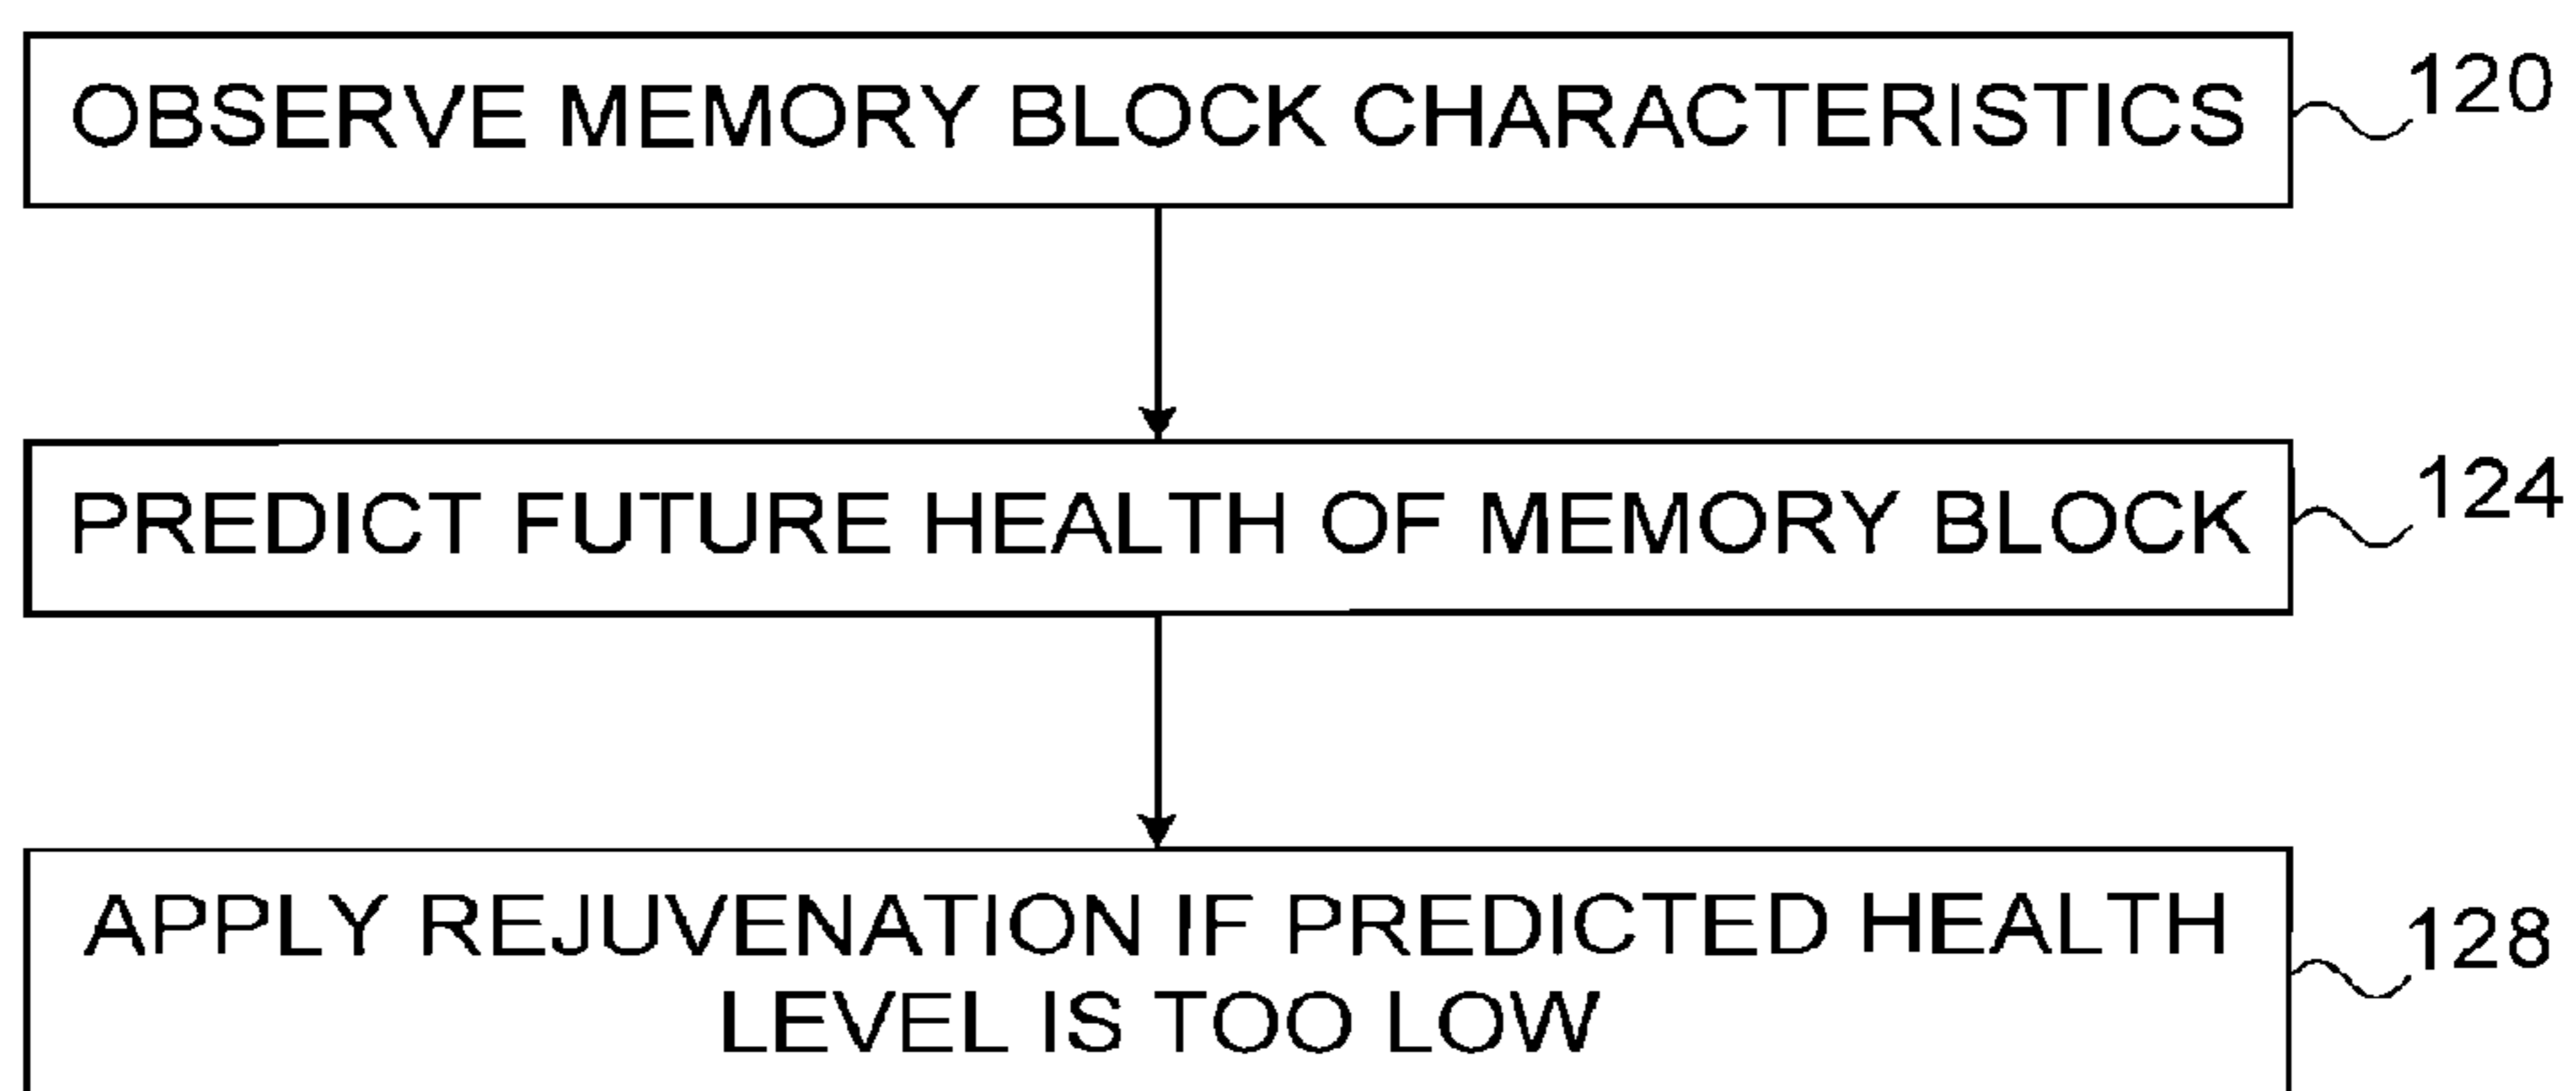 OBSERVE MEMORY BLOCK CHARACTERISTICS 120
PREDICT FUTURE HEALTH OF MEMORY BLOCK 124
APPLY REJUVENATION IF PREDICTED HEALTH 128
LEVEL IS TOO LOW